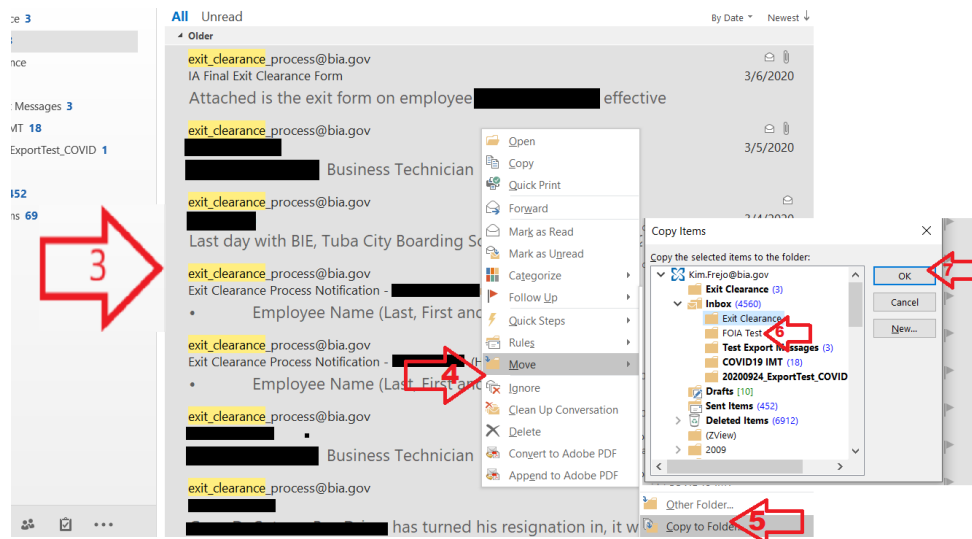 ce 3
nce
Messages 3
MT 18
ExportTest_COVID 1
452
ns 69
All Unread
By Date Newest
Older
exit_clearance_process@bia.gov
IA Final Exit Clearance Form
3/6/2020
Attached is the exit form on employee effective
exit_clearance_process@bia.gov
3/5/2020
Business Technician
exit_clearance_process@bia.gov
3/4/2020
Last day with BIE, Tuba City Boarding Sc
exit_clearance_process@bia.gov
Exit Clearance Process Notification -
• Employee Name (Last, First and
exit_clearance_process@bia.gov
Exit Clearance Process Notification - (H
• Employee Name (Last, First and
exit_clearance_process@bia.gov
Business Technician
exit_clearance_process@bia.gov
has turned his resignation in, it w
3
Open
Copy
Quick Print
Forward
Mark as Read
Mark as Unread
Categorize
Follow Up
Quick Steps
Rules
Move
4
Ignore
Clean Up Conversation
Delete
Convert to Adobe PDF
Append to Adobe PDF
Other Folder...
Copy to Folder
5
Copy Items
Copy the selected items to the folder:
Kim.Frejo@bia.gov
Exit Clearance (3)
Inbox (4560)
Exit Clearance
FOIA Test
6
Test Export Messages (3)
COVID19 IMT (18)
20200924_ExportTest_COVID
Drafts [10]
Sent Items (452)
Deleted Items (6912)
(ZView)
2009
OK
7
Cancel
New...